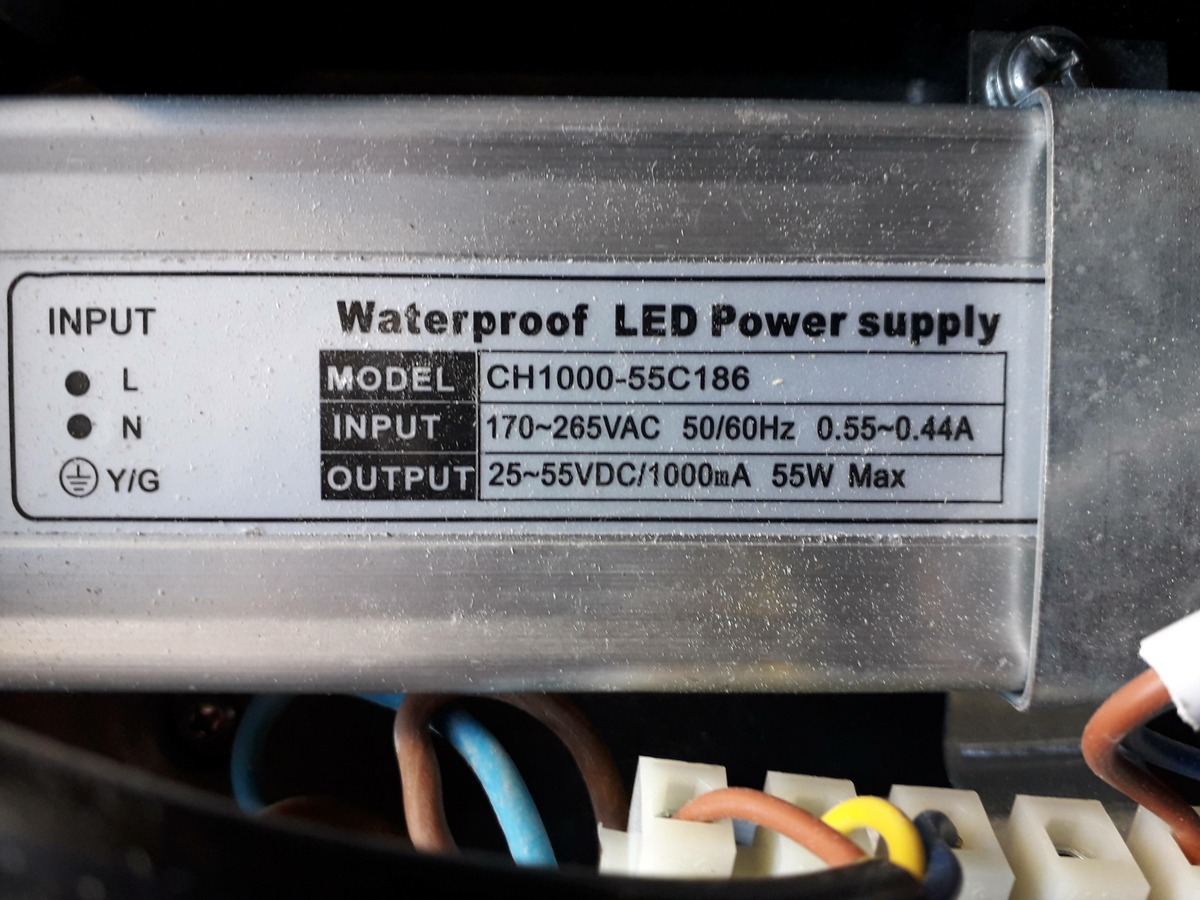 INPUT
L
N
Y/G
Waterproof LED Power supply
MODEL CH1000-55C186
INPUT 170~265VAC 50/60Hz 0.55~0.44A
OUTPUT 25~55VDC/1000mA 55W Max